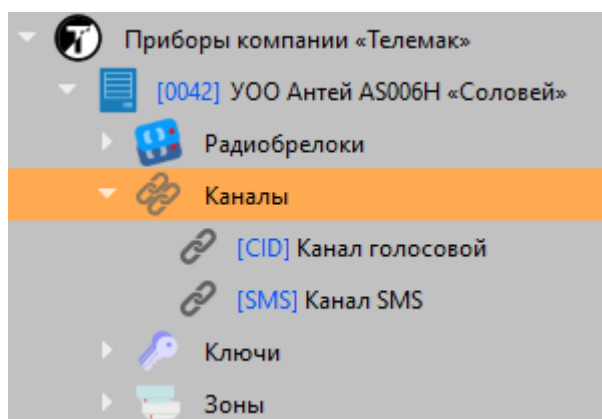 Приборы компании «Телемак»
[0042] УОО Антей AS006H «Соловей»
Радиобрелоки
Каналы
[CID] Канал голосовой
[SMS] Канал SMS
Ключи
Зоны